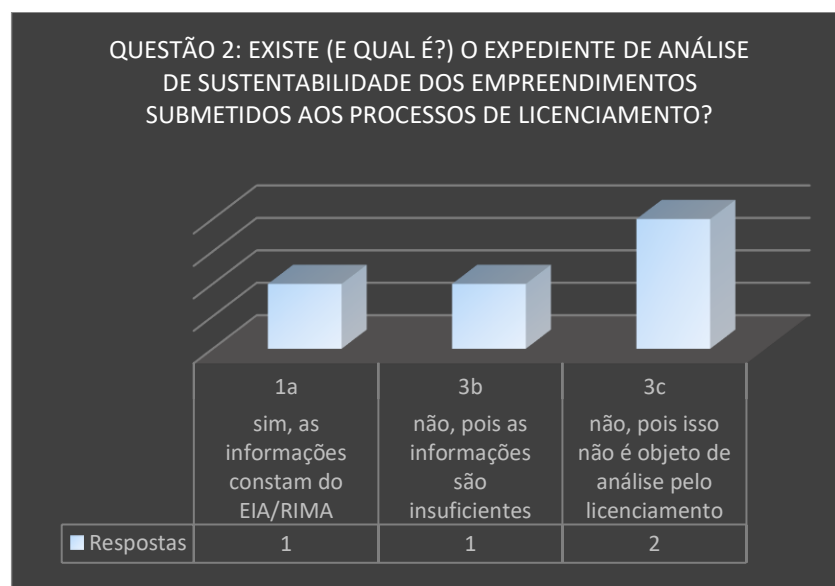 QUESTÃO 2: EXISTE (E QUAL É?) O EXPEDIENTE DE ANÁLISE
DE SUSTENTABILIDADE DOS EMPREENDIMENTOS
SUBMETIDOS AOS PROCESSOS DE LICENCIAMENTO?
1a
sim, as
informações
constam do
EIA/RIMA
3b
não, pois as
informações
são
insuficientes
3c
não, pois isso
não é objeto de
análise pelo
licenciamento
Respostas 1 1 2